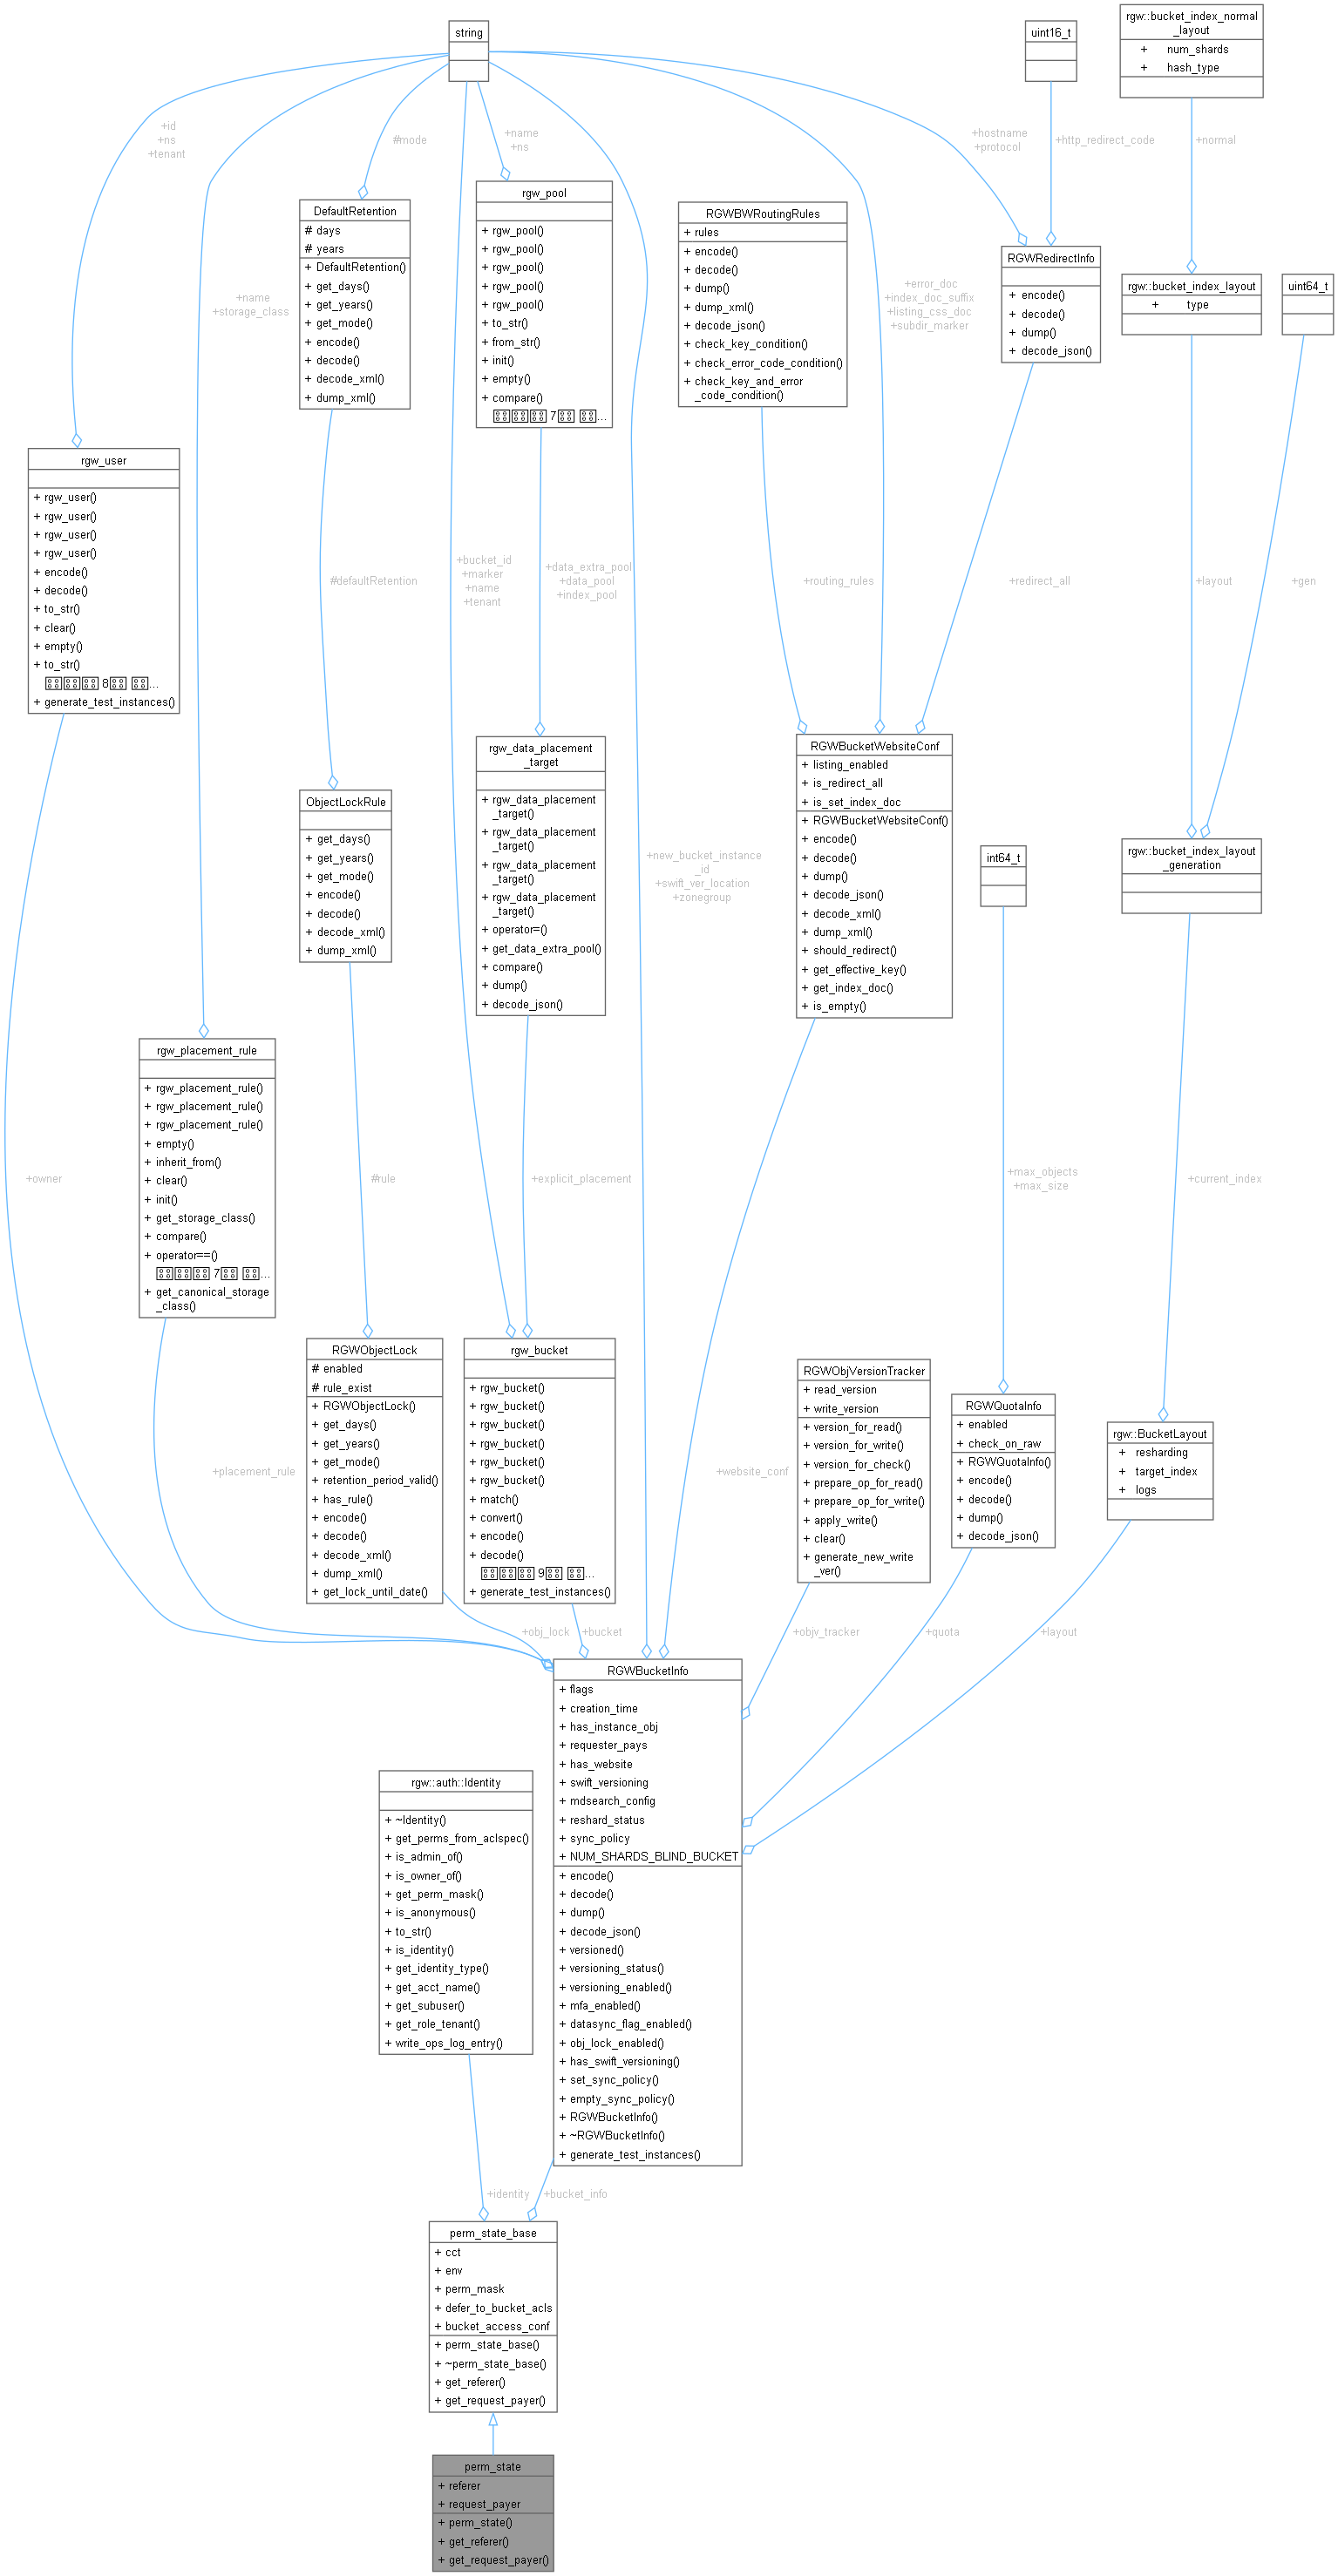 string
uint16_t
rgw::bucket_index_normal
_layout
+ num_shards
+ hash_type
+id
+ns
+tenant
#mode
+name
+ns
+hostname
+protocol
+http_redirect_code
+normal
DefaultRetention
# days
# years
+ DefaultRetention()
+ get_days()
+ get_years()
+ get_mode()
+ encode()
+ decode()
+ decode_xml()
+ dump_xml()
rgw_pool
+ rgw_pool()
+ rgw_pool()
+ rgw_pool()
+ rgw_pool()
+ rgw_pool()
+ to_str()
+ from_str()
+ init()
+ empty()
+ compare()
7 ...
RGWBWRoutingRules
+ rules
+ encode()
+ decode()
+ dump()
+ dump_xml()
+ decode_json()
+ check_key_condition()
+ check_error_code_condition()
+ check_key_and_error
_code_condition()
RGWRedirectInfo
+ encode()
+ decode()
+ dump()
+ decode_json()
rgw::bucket_index_layout
+ type
uint64_t
+name
+storage_class
+error_doc
+index_doc_suffix
+listing_css_doc
+subdir_marker
rgw_user
+ rgw_user()
+ rgw_user()
+ rgw_user()
+ rgw_user()
+ encode()
+ decode()
+ to_str()
+ clear()
+ empty()
+ to_str()
8 ...
+ generate_test_instances()
#defaultRetention
+bucket_id
+marker
+name
+tenant
+data_extra_pool
+data_pool
+index_pool
+routing_rules
+redirect_all
+layout
+gen
ObjectLockRule
+ get_days()
+ get_years()
+ get_mode()
+ encode()
+ decode()
+ decode_xml()
+ dump_xml()
rgw_data_placement
_target
+ rgw_data_placement
_target()
+ rgw_data_placement
_target()
+ rgw_data_placement
_target()
+ rgw_data_placement
_target()
+ operator=()
+ get_data_extra_pool()
+ compare()
+ dump()
+ decode_json()
+new_bucket_instance
_id
+swift_ver_location
+zonegroup
RGWBucketWebsiteConf
+ listing_enabled
+ is_redirect_all
+ is_set_index_doc
+ RGWBucketWebsiteConf()
+ encode()
+ decode()
+ dump()
+ decode_json()
+ decode_xml()
+ dump_xml()
+ should_redirect()
+ get_effective_key()
+ get_index_doc()
+ is_empty()
int64_t
rgw::bucket_index_layout
_generation
rgw_placement_rule
+ rgw_placement_rule()
+ rgw_placement_rule()
+ rgw_placement_rule()
+ empty()
+ inherit_from()
+ clear()
+ init()
+ get_storage_class()
+ compare()
+ operator==()
7 ...
+ get_canonical_storage
_class()
+owner
#rule
+explicit_placement
+max_objects
+max_size
+current_index
RGWObjectLock
# enabled
# rule_exist
+ RGWObjectLock()
+ get_days()
+ get_years()
+ get_mode()
+ retention_period_valid()
+ has_rule()
+ encode()
+ decode()
+ decode_xml()
+ dump_xml()
+ get_lock_until_date()
rgw_bucket
+ rgw_bucket()
+ rgw_bucket()
+ rgw_bucket()
+ rgw_bucket()
+ rgw_bucket()
+ rgw_bucket()
+ match()
+ convert()
+ encode()
+ decode()
9 ...
+ generate_test_instances()
RGWObjVersionTracker
+ read_version
+ write_version
+ version_for_read()
+ version_for_write()
+ version_for_check()
+ prepare_op_for_read()
+ prepare_op_for_write()
+ apply_write()
+ clear()
+ generate_new_write
_ver()
RGWQuotaInfo
+ enabled
+ check_on_raw
+ RGWQuotaInfo()
+ encode()
+ decode()
+ dump()
+ decode_json()
rgw::BucketLayout
+ resharding
+ target_index
+ logs
+placement_rule
+website_conf
+obj_lock
+bucket
+objv_tracker
+quota
+layout
RGWBucketInfo
+ flags
+ creation_time
+ has_instance_obj
+ requester_pays
+ has_website
+ swift_versioning
+ mdsearch_config
+ reshard_status
+ sync_policy
+ NUM_SHARDS_BLIND_BUCKET
+ encode()
+ decode()
+ dump()
+ decode_json()
+ versioned()
+ versioning_status()
+ versioning_enabled()
+ mfa_enabled()
+ datasync_flag_enabled()
+ obj_lock_enabled()
+ has_swift_versioning()
+ set_sync_policy()
+ empty_sync_policy()
+ RGWBucketInfo()
+ ~RGWBucketInfo()
+ generate_test_instances()
rgw::auth::Identity
+ ~Identity()
+ get_perms_from_aclspec()
+ is_admin_of()
+ is_owner_of()
+ get_perm_mask()
+ is_anonymous()
+ to_str()
+ is_identity()
+ get_identity_type()
+ get_acct_name()
+ get_subuser()
+ get_role_tenant()
+ write_ops_log_entry()
+identity
+bucket_info
perm_state_base
+ cct
+ env
+ perm_mask
+ defer_to_bucket_acls
+ bucket_access_conf
+ perm_state_base()
+ ~perm_state_base()
+ get_referer()
+ get_request_payer()
perm_state
+ referer
+ request_payer
+ perm_state()
+ get_referer()
+ get_request_payer()